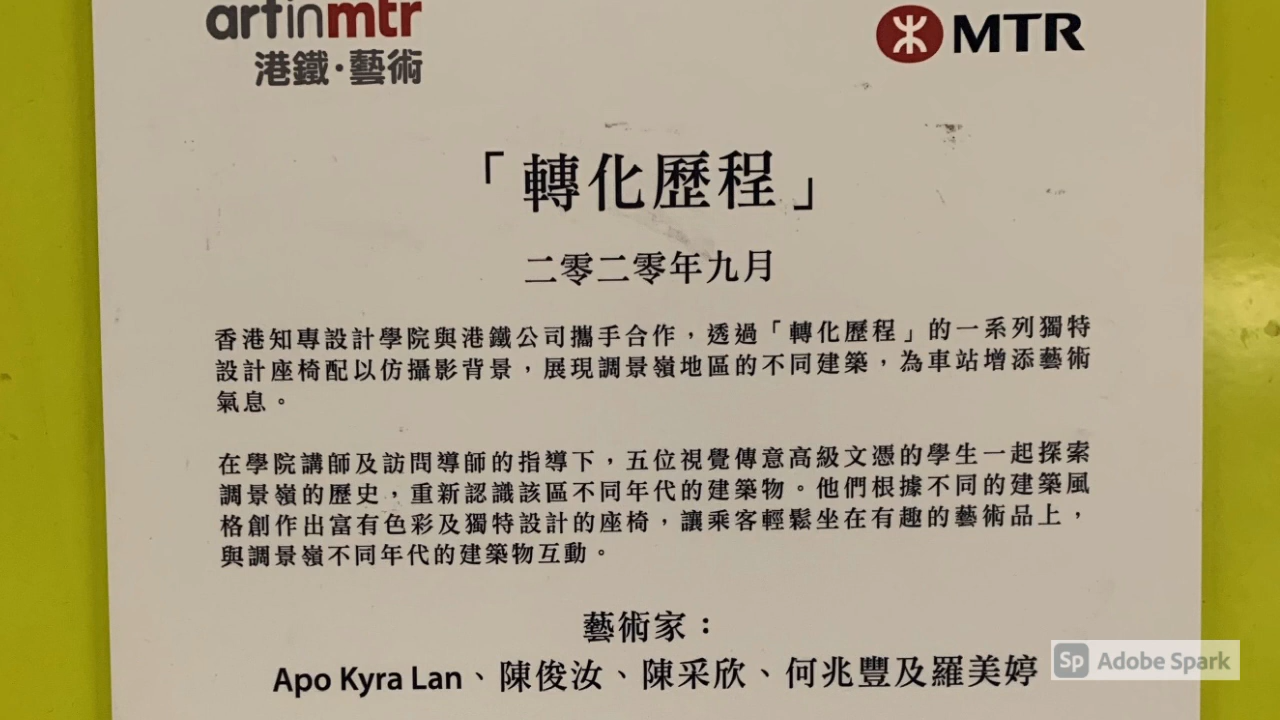 artinmtr
港鐵·藝術
MTR
「轉化歷程」
二零二零年九月
香港知專設計學院與港鐵公司攜手合作，透過「轉化歷程」的一系列獨特
設計座椅配以仿攝影背景，展現調景嶺地區的不同建築，為車站增添藝術
氣息。
在學院講師及訪問導師的指導下，五位視覺傳意高級文憑的學生一起探索
調景嶺的歷史，重新認識該區不同年代的建築物。他們根據不同的建築風
格創作出富有色彩及獨特設計的座椅，讓乘客輕鬆坐在有趣的藝術品上，
與調景嶺不同年代的建築物互動。
藝術家：
Apo Kyra Lan、陳俊汝、陳采欣、何兆豐及羅美婷
Sp Adobe Spark